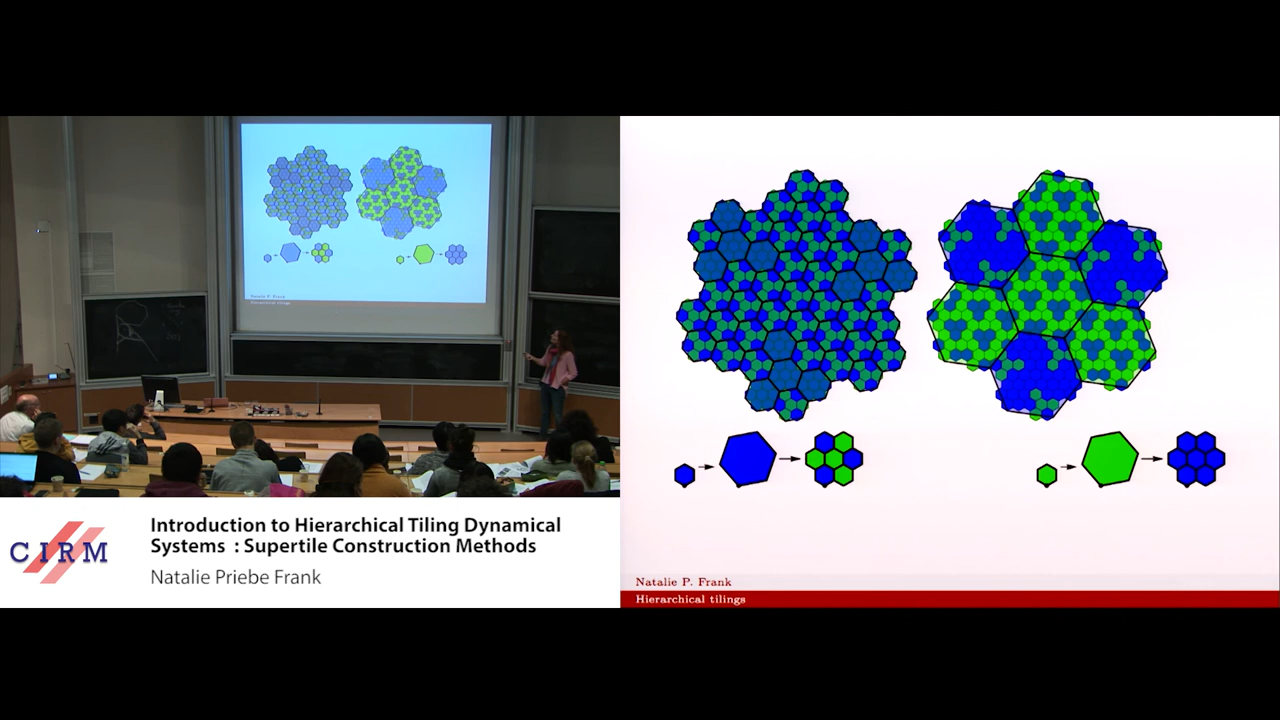 CIRM
Introduction to Hierarchical Tiling Dynamical
Systems : Supertile Construction Methods
Natalie Priebe Frank
Natalie P. Frank
Hierarchical tilings